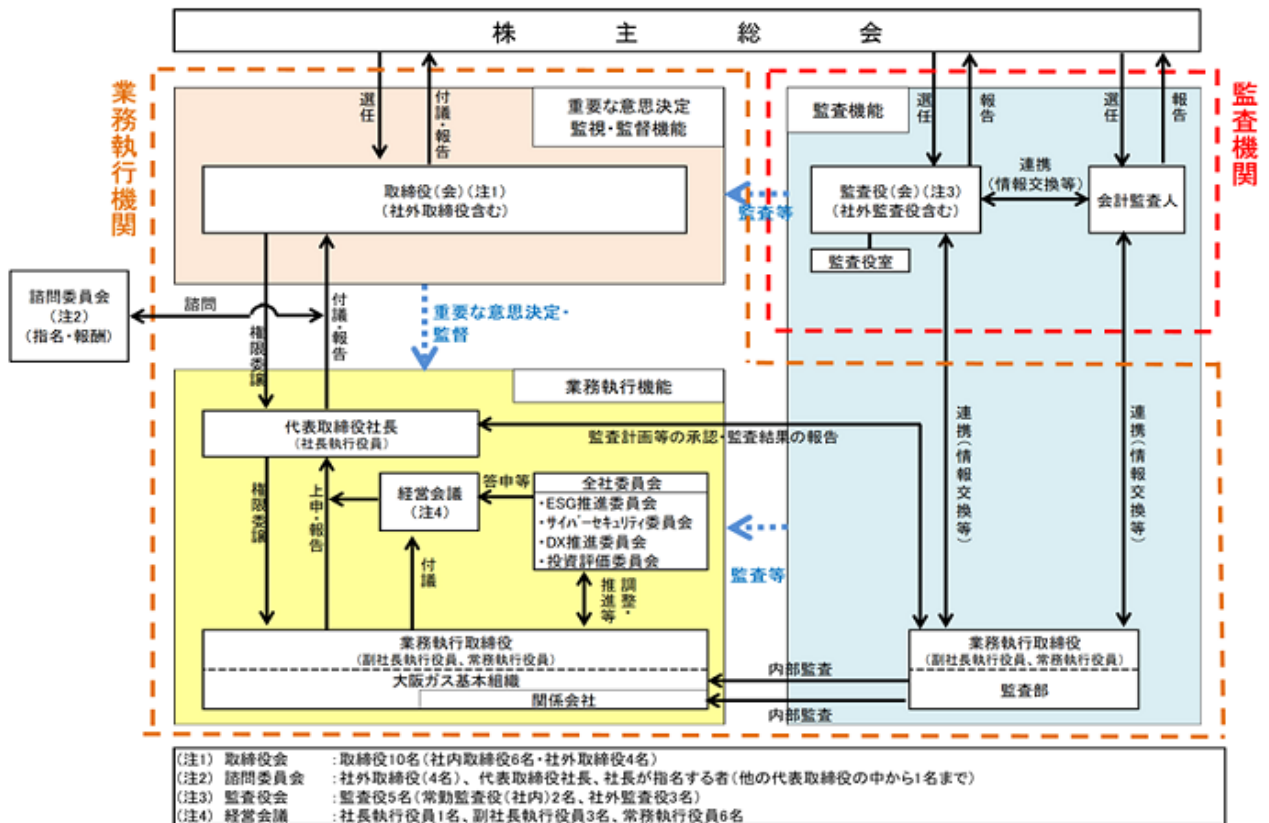 株主総会
業務執行機関
監査機関
選任
付議・報告
重要な意思決定
監視・監督機能
監査機能
選任
報告
選任
報告
取締役(会)(注1)
(社外取締役含む)
監査等
監査役(会)(注3)
(社外監査役含む)
連携
(情報交換等)
会計監査人
監査役室
諮問委員会
(注2)
(指名・報酬)
諮問
権限委譲
付議・報告
重要な意思決定・
監督
業務執行機能
代表取締役社長
(社長執行役員)
監査計画等の承認・監査結果の報告
連携(情報交換等)
連携(情報交換等)
権限委譲
上申・報告
経営会議
(注4)
答申等
全社委員会
・ESG推進委員会
・サイバーセキュリティ委員会
・DX推進委員会
・投資評価委員会
付議
調整・
推進等
監査等
業務執行取締役
(副社長執行役員、常務執行役員)
大阪ガス基本組織
関係会社
内部監査
内部監査
業務執行取締役
(副社長執行役員、常務執行役員)
監査部
(注1) 取締役会 :取締役10名(社内取締役6名・社外取締役4名)
(注2) 諮問委員会 :社外取締役(4名)、代表取締役社長、社長が指名する者(他の代表取締役の中から1名まで)
(注3) 監査役会 :監査役5名(常勤監査役(社内)2名、社外監査役3名)
(注4) 経営会議 :社長執行役員1名、副社長執行役員3名、常務執行役員6名